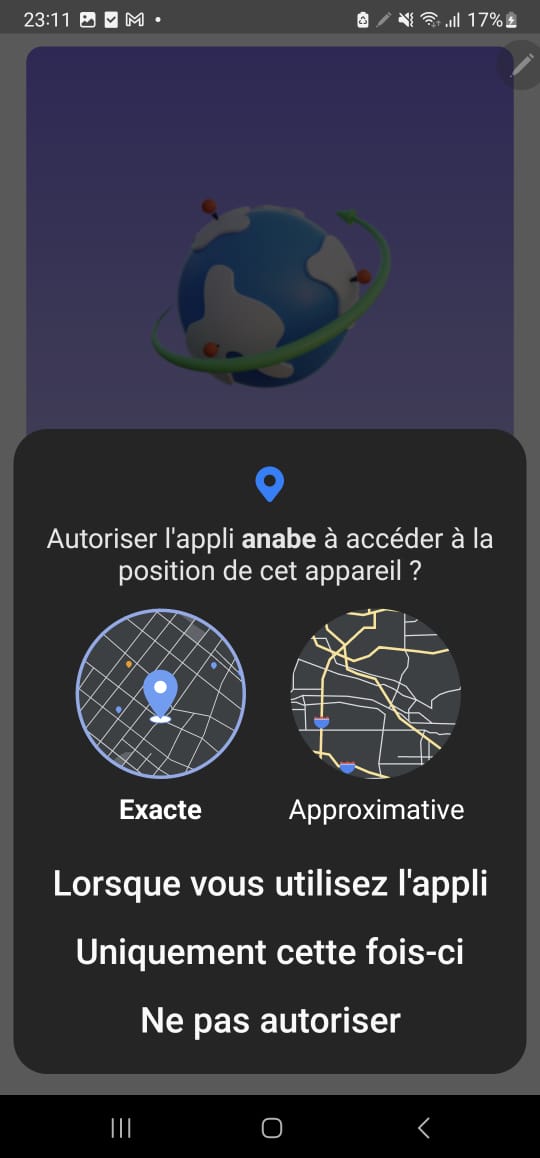 23:11 17%
Autoriser l'appli anabe à accéder à la
position de cet appareil ?
Exacte Approximative
Lorsque vous utilisez l'appli
Uniquement cette fois-ci
Ne pas autoriser